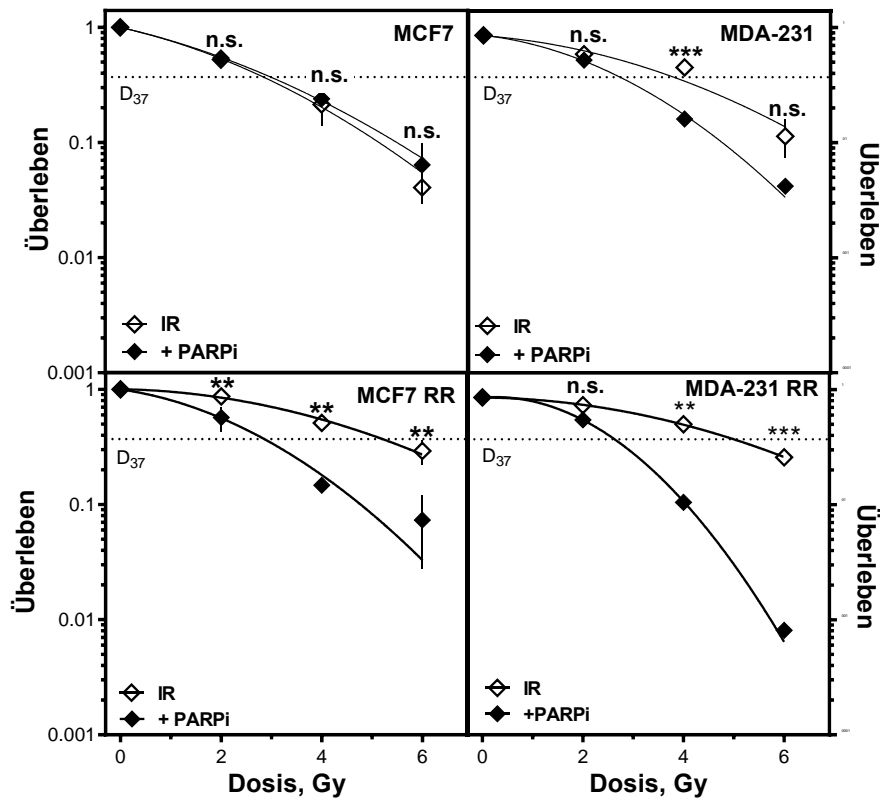 MCF7
MDA-231
n.s.
n.s.
n.s.
n.s.
***
n.s.
D37
D37
1
0.1
0.01
0.001
Überleben
Überleben
IR
+ PARPi
IR
+ PARPi
MCF7 RR
MDA-231 RR
**
**
**
n.s.
**
***
D37
D37
1
0.1
0.01
0.001
Überleben
Überleben
IR
+ PARPi
IR
+PARPi
0 2 4 6
0 2 4 6
Dosis, Gy
Dosis, Gy